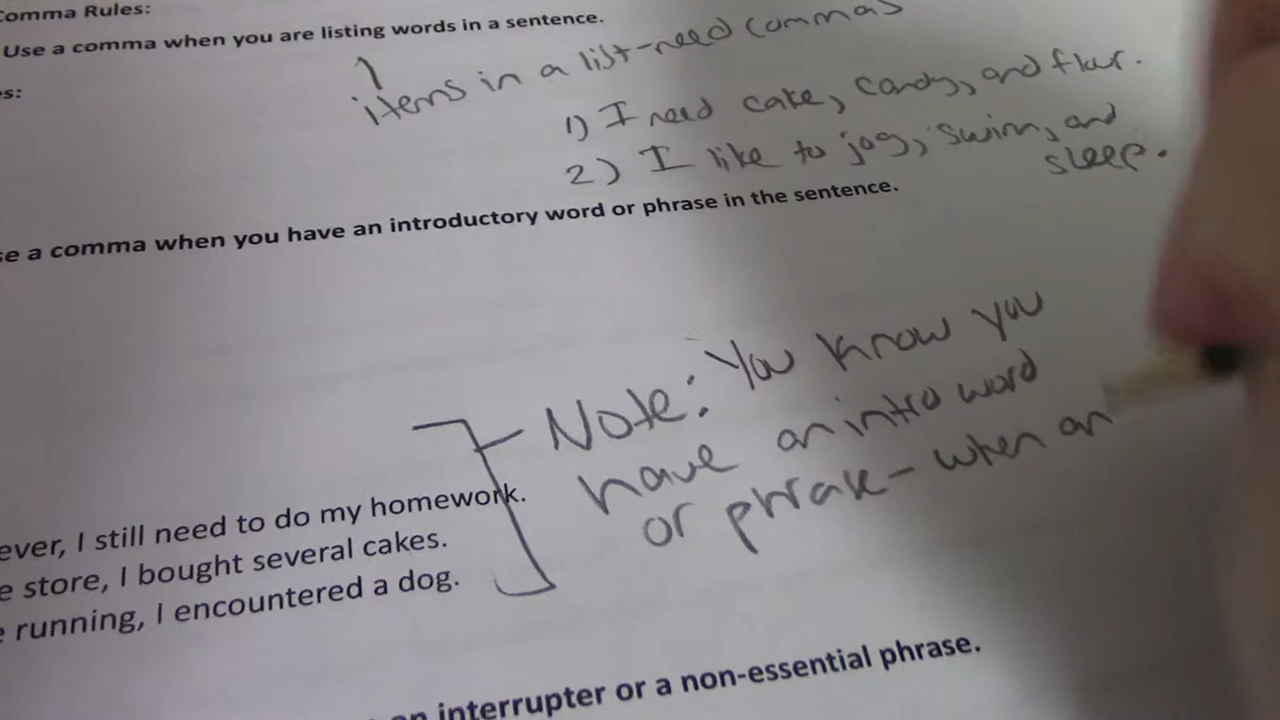 Comma Rules:
Use a comma when you are listing words in a sentence.
es:
items in a list-need commas
1) I need cake, candy, and flour.
2) I like to jog, swim, and
sleep.
se a comma when you have an introductory word or phrase in the sentence.
Note: You know you
have an intro word
or phrase- when an
ever, I still need to do my homework.
e store, I bought several cakes.
e running, I encountered a dog.
an interrupter or a non-essential phrase.